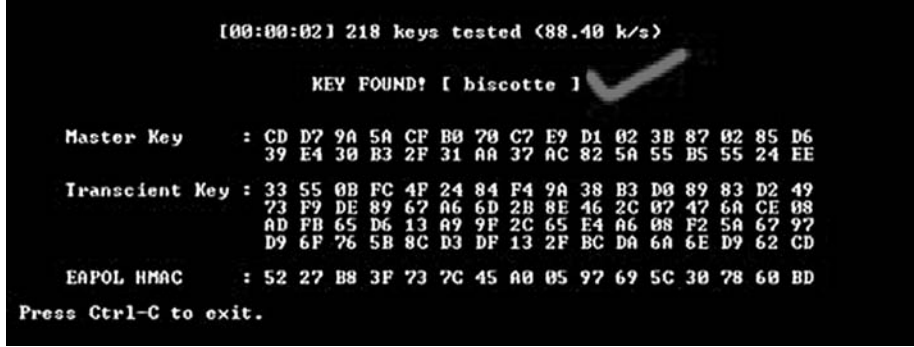 [00:00:02] 218 keys tested (88.40 k/s)
KEY FOUND! [ biscotte ]
Master Key : CD D7 9A 5A CF B0 70 C7 E9 D1 02 3B 87 02 85 D6
39 E4 30 B3 2F 31 AA 37 AC 82 5A 55 B5 55 24 EE
Transcient Key : 33 55 0B FC 4F 24 84 F4 9A 38 B3 D0 89 83 D2 49
73 F9 DE 89 67 A6 6D 2B 8E 46 2C 07 47 6A CE 08
AD FB 65 D6 13 A9 9F 2C 65 E4 A6 08 F2 5A 67 97
D9 6F 76 5B 8C D3 DF 13 2F BC DA 6A 6E D9 62 CD
EAPOL HMAC : 52 27 B8 3F 73 7C 45 A0 05 97 69 5C 30 78 60 BD
Press Ctrl-C to exit.